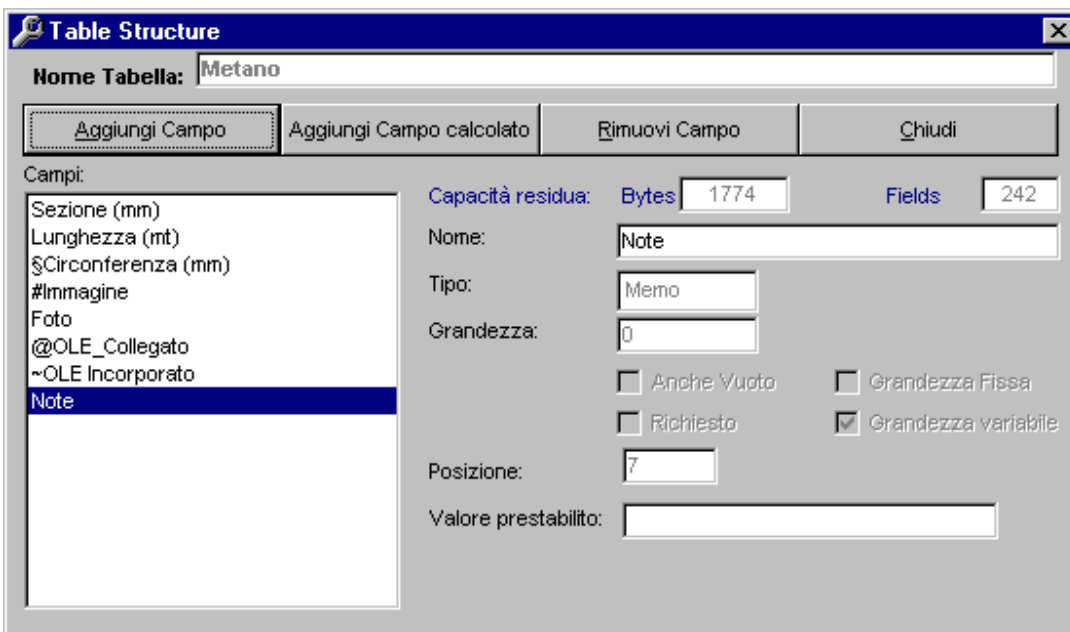 Table Structure
Nome Tabella: Metano
Aggiungi Campo Aggiungi Campo calcolato Rimuovi Campo Chiudi
Campi:
Sezione (mm)
Lunghezza (mt)
§Circonferenza (mm)
#Immagine
Foto
@OLE_Collegato
~OLE Incorporato
Note
Capacità residua: Bytes 1774 Fields 242
Nome: Note
Tipo: Memo
Grandezza: 0
Anche Vuoto Grandezza Fissa
Richiesto Grandezza variabile
Posizione: 7
Valore prestabilito: